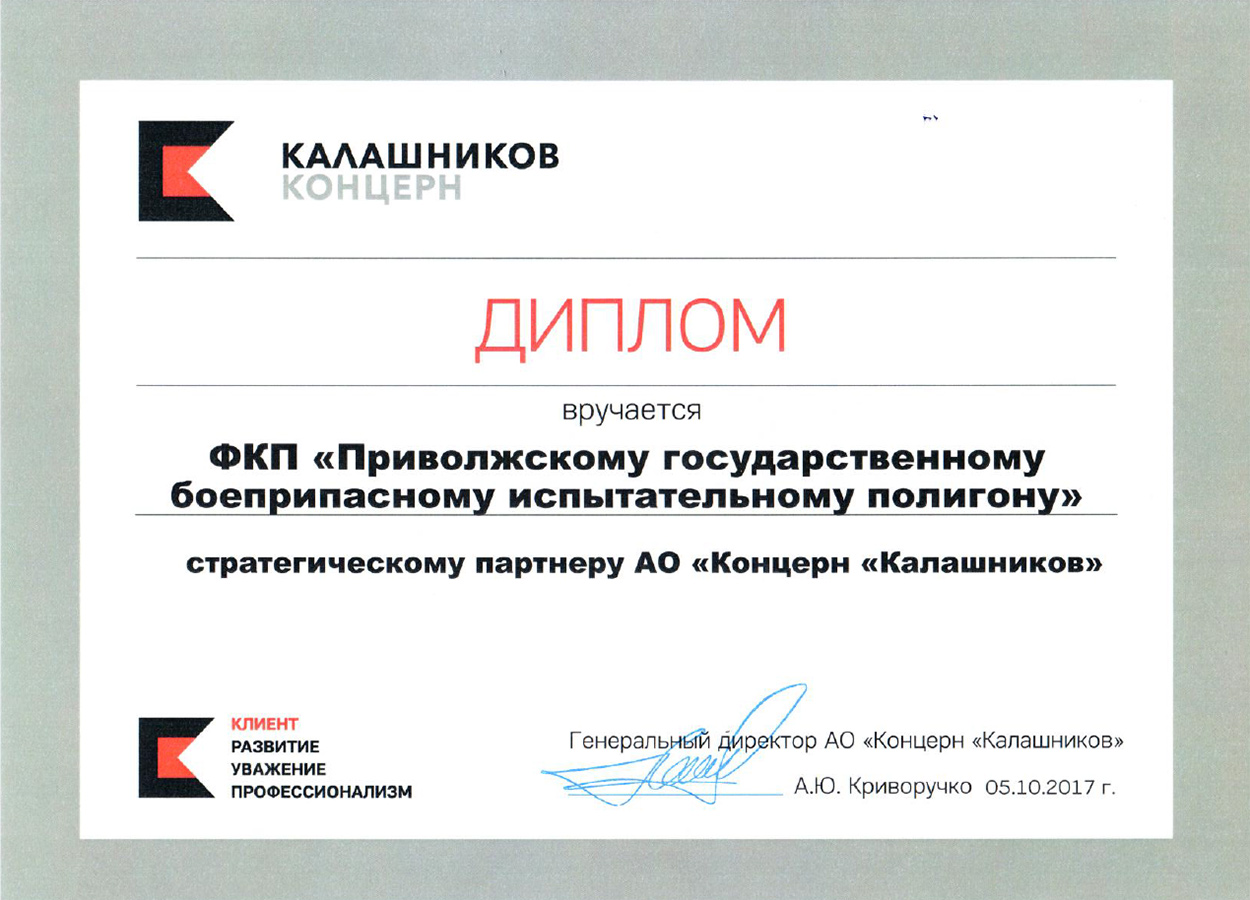 КАЛАШНИКОВ
КОНЦЕРН
ДИПЛОМ
вручается
ФКП «Приволжскому государственному
боеприпасному испытательному полигону»
стратегическому партнеру АО «Концерн «Калашников»
КЛИЕНТ
РАЗВИТИЕ
УВАЖЕНИЕ
ПРОФЕССИОНАЛИЗМ
Генеральный директор АО «Концерн «Калашников»
А.Ю. Криворучко 05.10.2017 г.